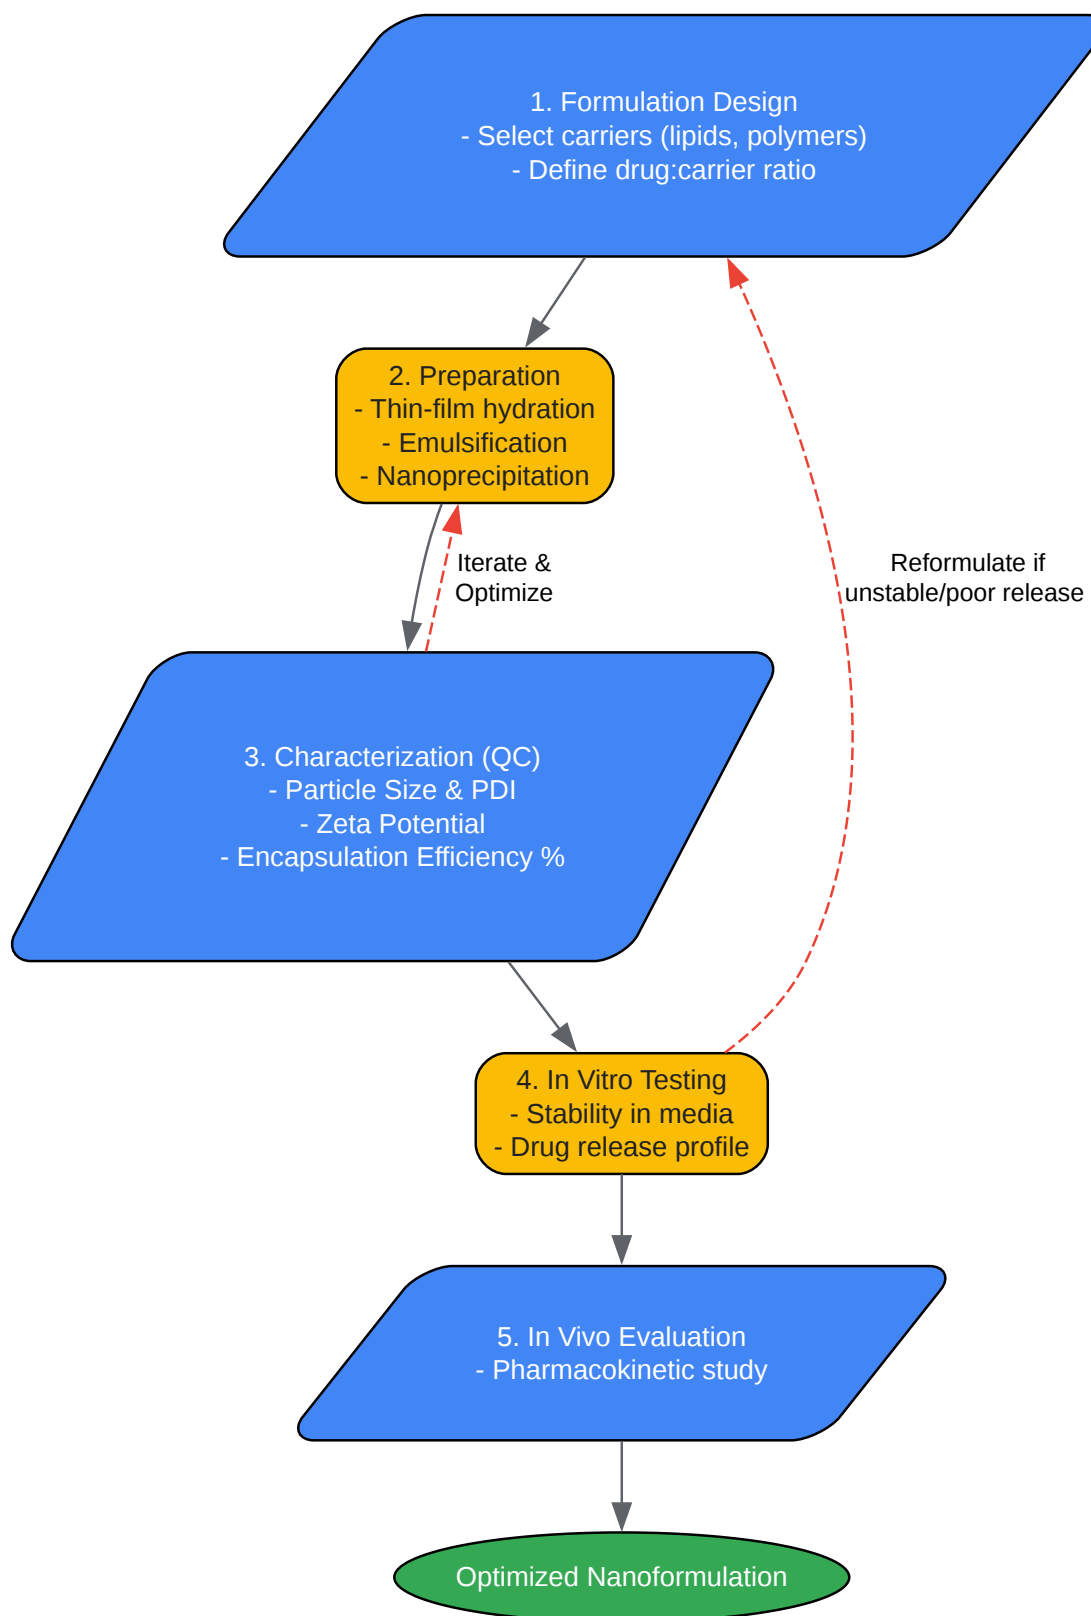 1. Formulation Design
- Select carriers (lipids, polymers)
- Define drug:carrier ratio
2. Preparation
- Thin-film hydration
- Emulsification
- Nanoprecipitation
Iterate &
Optimize
Reformulate if
unstable/poor release
3. Characterization (QC)
- Particle Size & PDI
- Zeta Potential
- Encapsulation Efficiency %
4. In Vitro Testing
- Stability in media
- Drug release profile
5. In Vivo Evaluation
- Pharmacokinetic study
Optimized Nanoformulation